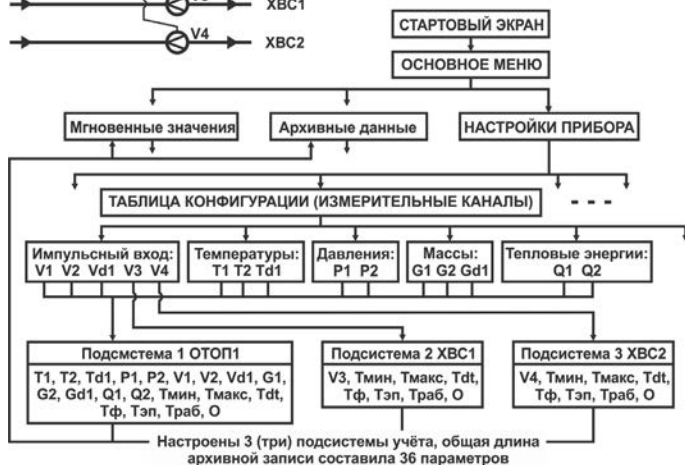 ХВС1
V4
ХВС2
СТАРТОВЫЙ ЭКРАН
ОСНОВНОЕ МЕНЮ
Мгновенные значения
Архивные данные
НАСТРОЙКИ ПРИБОРА
ТАБЛИЦА КОНФИГУРАЦИИ (ИЗМЕРИТЕЛЬНЫЕ КАНАЛЫ)
- - -
Импульсный вход:
V1 V2 Vd1 V3 V4
Температуры:
T1 T2 Td1
Давления:
P1 P2
Массы:
G1 G2 Gd1
Тепловые энергии:
Q1 Q2
Подсмстема 1 ОТОП1
T1, T2, Td1, P1, P2, V1, V2, Vd1, G1,
G2, Gd1, Q1, Q2, Тмин, Тмакс, Tdt,
Тф, Тэп, Траб, О
Подсистема 2 ХВС1
V3, Тмин, Тмакс, Tdt,
Тф, Тэп, Траб, О
Подсистема 3 ХВС2
V4, Тмин, Тмакс, Tdt,
Тф, Тэп, Траб, О
Настроены 3 (три) подсистемы учёта, общая длина
архивной записи составила 36 параметров